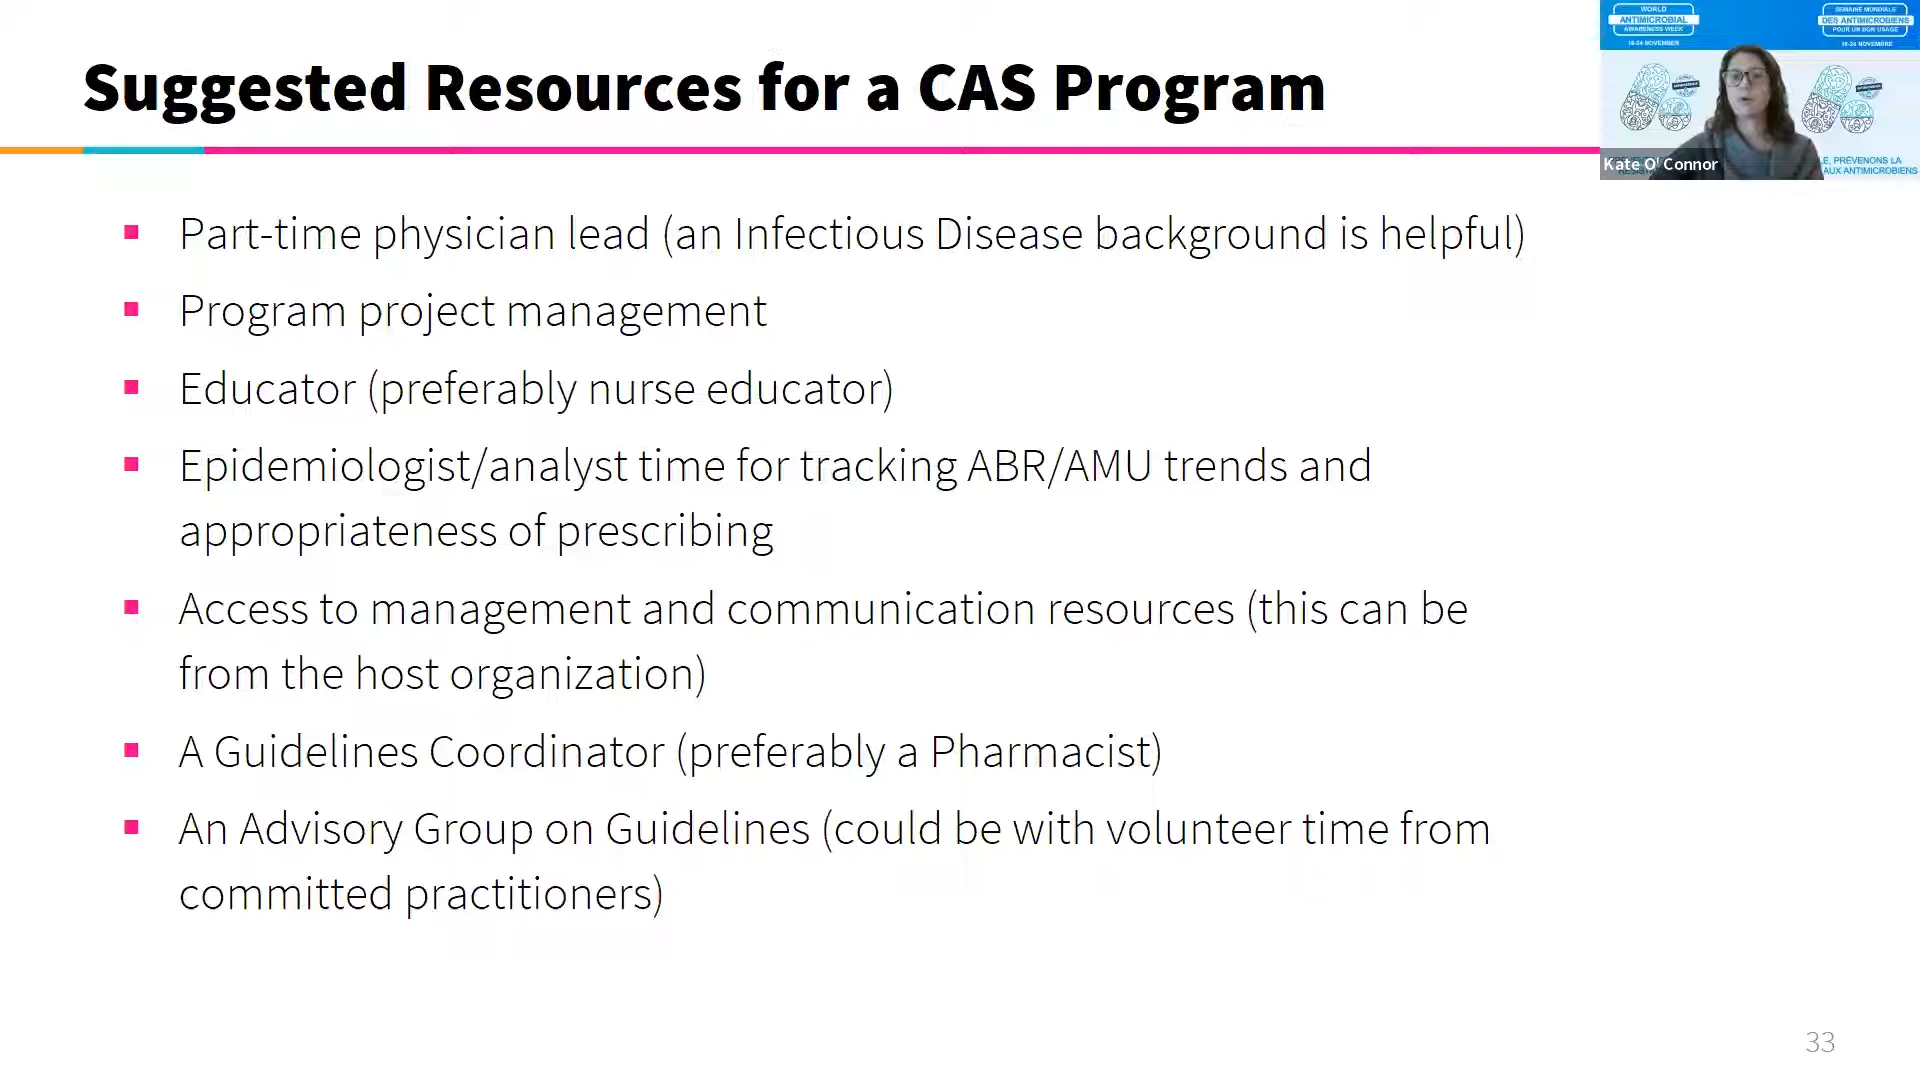 Suggested Resources for a CAS Program
WORLD
ANTIMICROBIAL
AWARENESS WEEK
18-24 NOVEMBER
SEMAINE MONDIALE
DES ANTIMICROBIENS
POUR UN BON USAGE
18-24 NOVEMBRE
Kate O' Connor
E, PRÉVENONS LA
AUX ANTIMICROBIENS
Part-time physician lead (an Infectious Disease background is helpful)
Program project management
Educator (preferably nurse educator)
Epidemiologist/analyst time for tracking ABR/AMU trends and
appropriateness of prescribing
Access to management and communication resources (this can be
from the host organization)
A Guidelines Coordinator (preferably a Pharmacist)
An Advisory Group on Guidelines (could be with volunteer time from
committed practitioners)
33